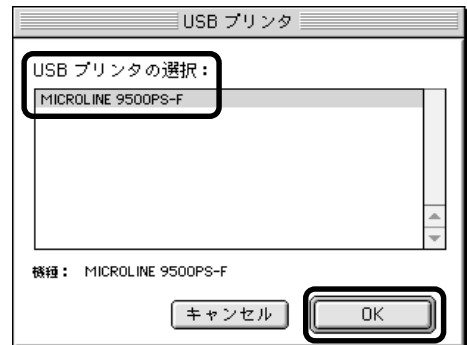 USB プリンタ
USB プリンタの選択：
MICROLINE 9500PS-F
機種： MICROLINE 9500PS-F
キャンセル OK